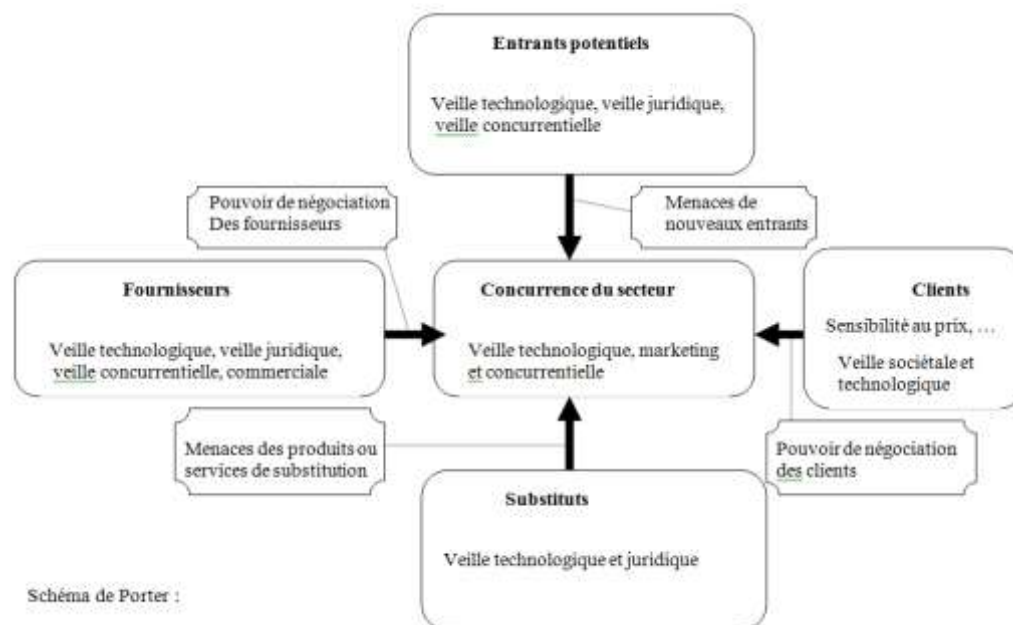 Entrants potentiels
Veille technologique, veille juridique,
veille concurrentielle
Pouvoir de négociation
Des fournisseurs
Menaces de
nouveaux entrants
Fournisseurs
Veille technologique, veille juridique,
veille concurrentielle, commerciale
Concurrence du secteur
Veille technologique, marketing
et concurrentielle
Clients
Sensibilité au prix, …
Veille sociétale et
technologique
Menaces des produits ou
services de substitution
Pouvoir de négociation
des clients
Substituts
Veille technologique et juridique
Schéma de Porter :